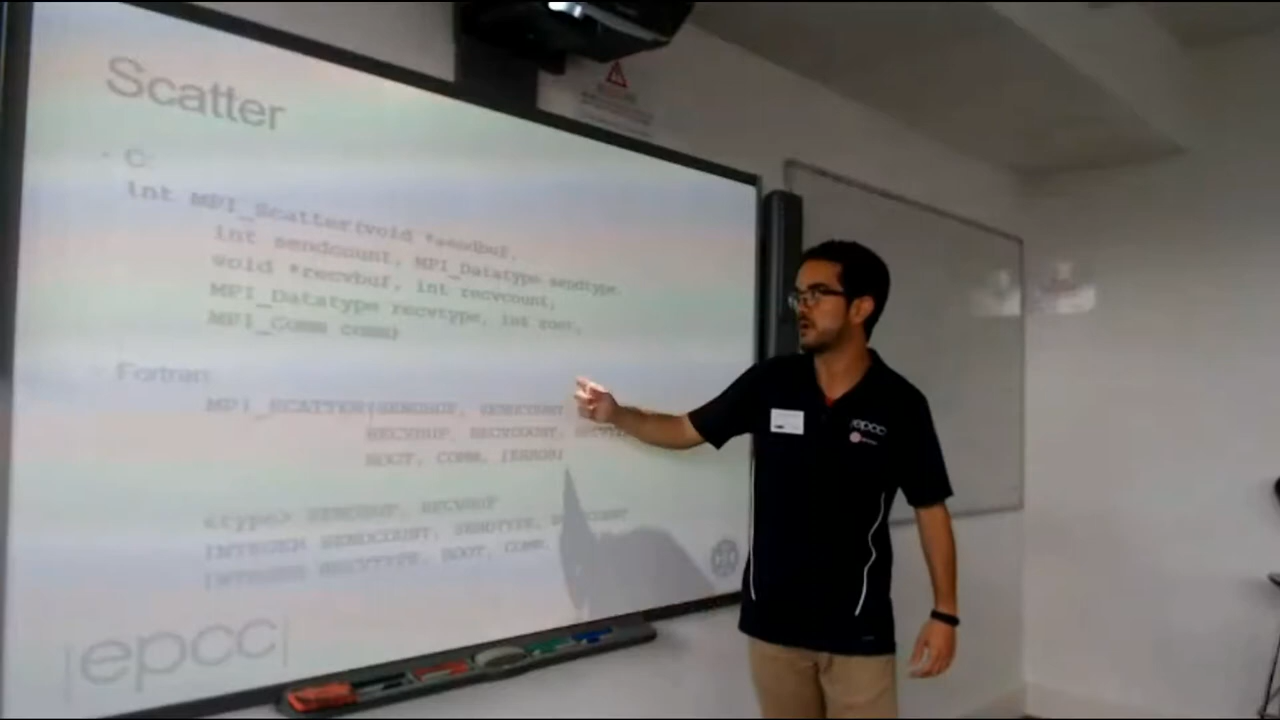 Scatter
- C:
int MPI_Scatter(void *sendbuf,
int sendcount, MPI_Datatype sendtype,
void *recvbuf, int recvcount,
MPI_Datatype recvtype, int root,
MPI_Comm comm)
Fortran:
MPI_SCATTER(SENDBUF, SENDCOUNT
RECVBUF, RECVCOUNT,
ROOT, COMM, IERROR)
<type> SENDBUF, RECVBUF
INTEGER SENDCOUNT, SENDTYPE,
INTEGER RECVTYPE, ROOT, COMM,
|epcc|
|epcc|